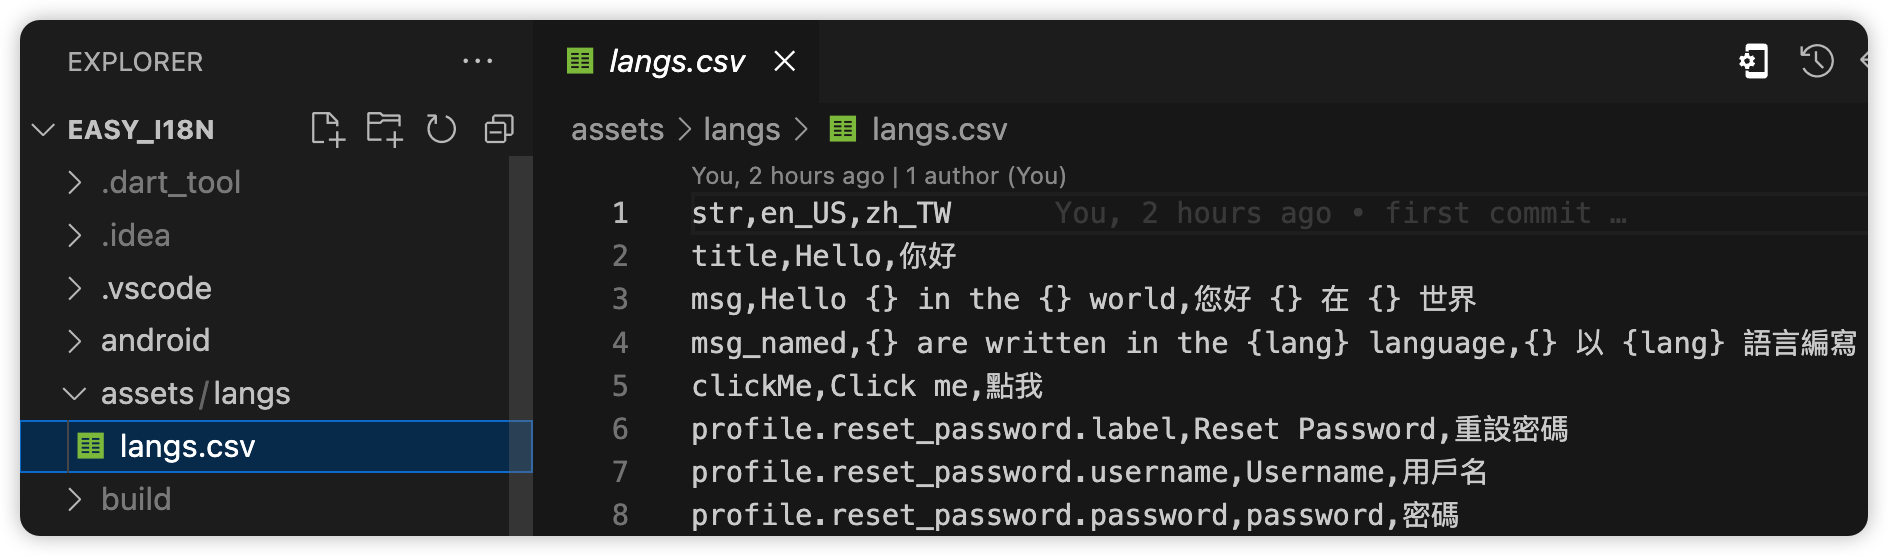 EXPLORER
EASY_I18N
.dart_tool
.idea
.vscode
android
assets/langs
langs.csv
build
langs.csv
assets > langs > langs.csv
You, 2 hours ago | 1 author (You)
1 str,en_US,zh_TW You, 2 hours ago • first commit …
2 title,Hello,你好
3 msg,Hello {} in the {} world,您好 {} 在 {} 世界
4 msg_named,{} are written in the {lang} language,{} 以 {lang} 語言編寫
5 clickMe,Click me,點我
6 profile.reset_password.label,Reset Password,重設密碼
7 profile.reset_password.username,Username,用戶名
8 profile.reset_password.password,password,密碼